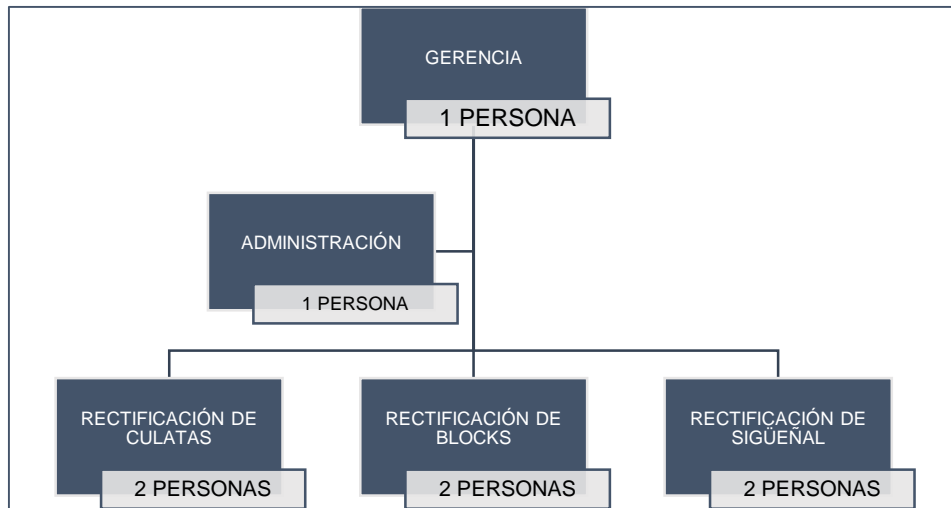 GERENCIA
1 PERSONA
ADMINISTRACIÓN
1 PERSONA
RECTIFICACIÓN DE
CULATAS
2 PERSONAS
RECTIFICACIÓN DE
BLOCKS
2 PERSONAS
RECTIFICACIÓN DE
SIGÜEÑAL
2 PERSONAS